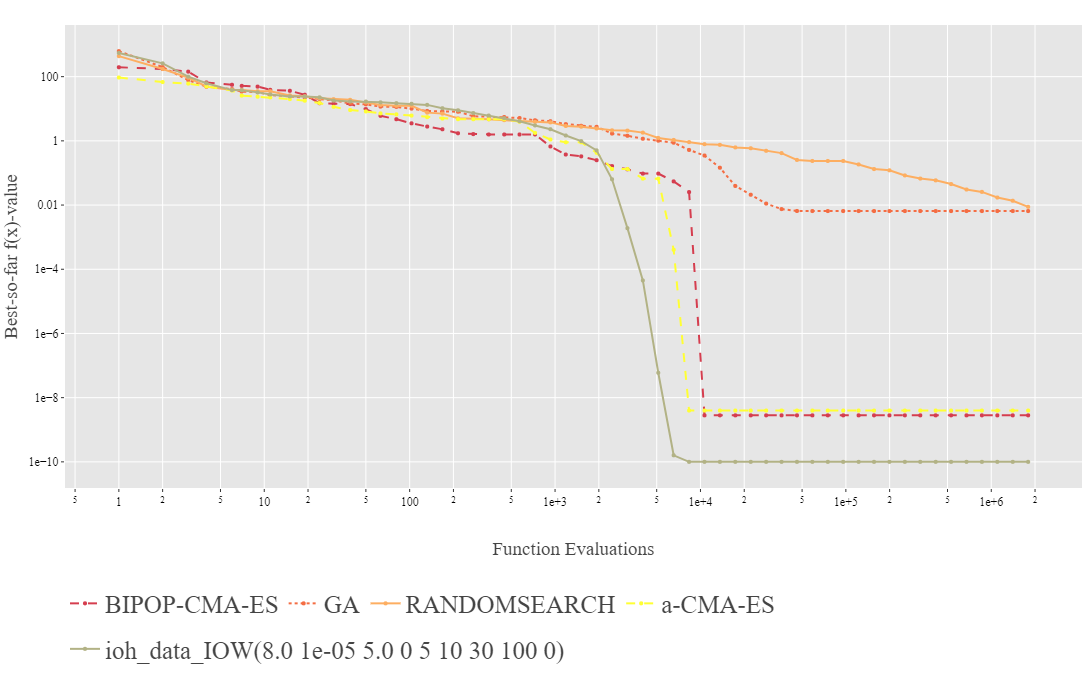 Best-so-far f(x)-value
100
1
0.01
1e−4
1e−6
1e−8
1e−10
5 1 2 5 10 2 5 100 2 5 1e+3 2 5 1e+4 2 5 1e+5 2 5 1e+6 2
Function Evaluations
BIPOP-CMA-ES GA RANDOMSEARCH a-CMA-ES
ioh_data_IOW(8.0 1e-05 5.0 0 5 10 30 100 0)